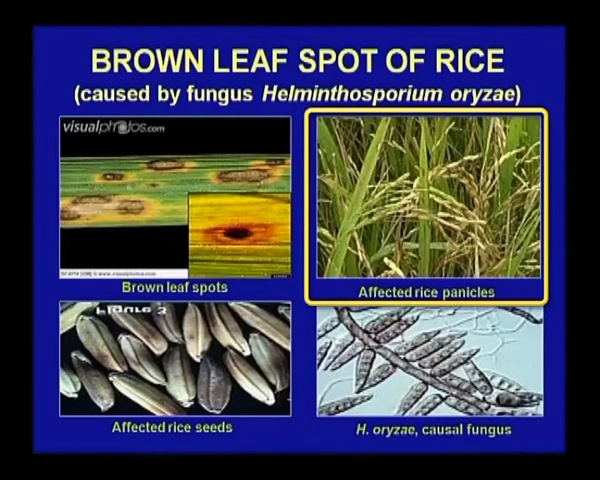 BROWN LEAF SPOT OF RICE
(caused by fungus Helminthosporium oryzae)
visualphotos.com
Brown leaf spots
Affected rice panicles
Affected rice seeds
H. oryzae, causal fungus